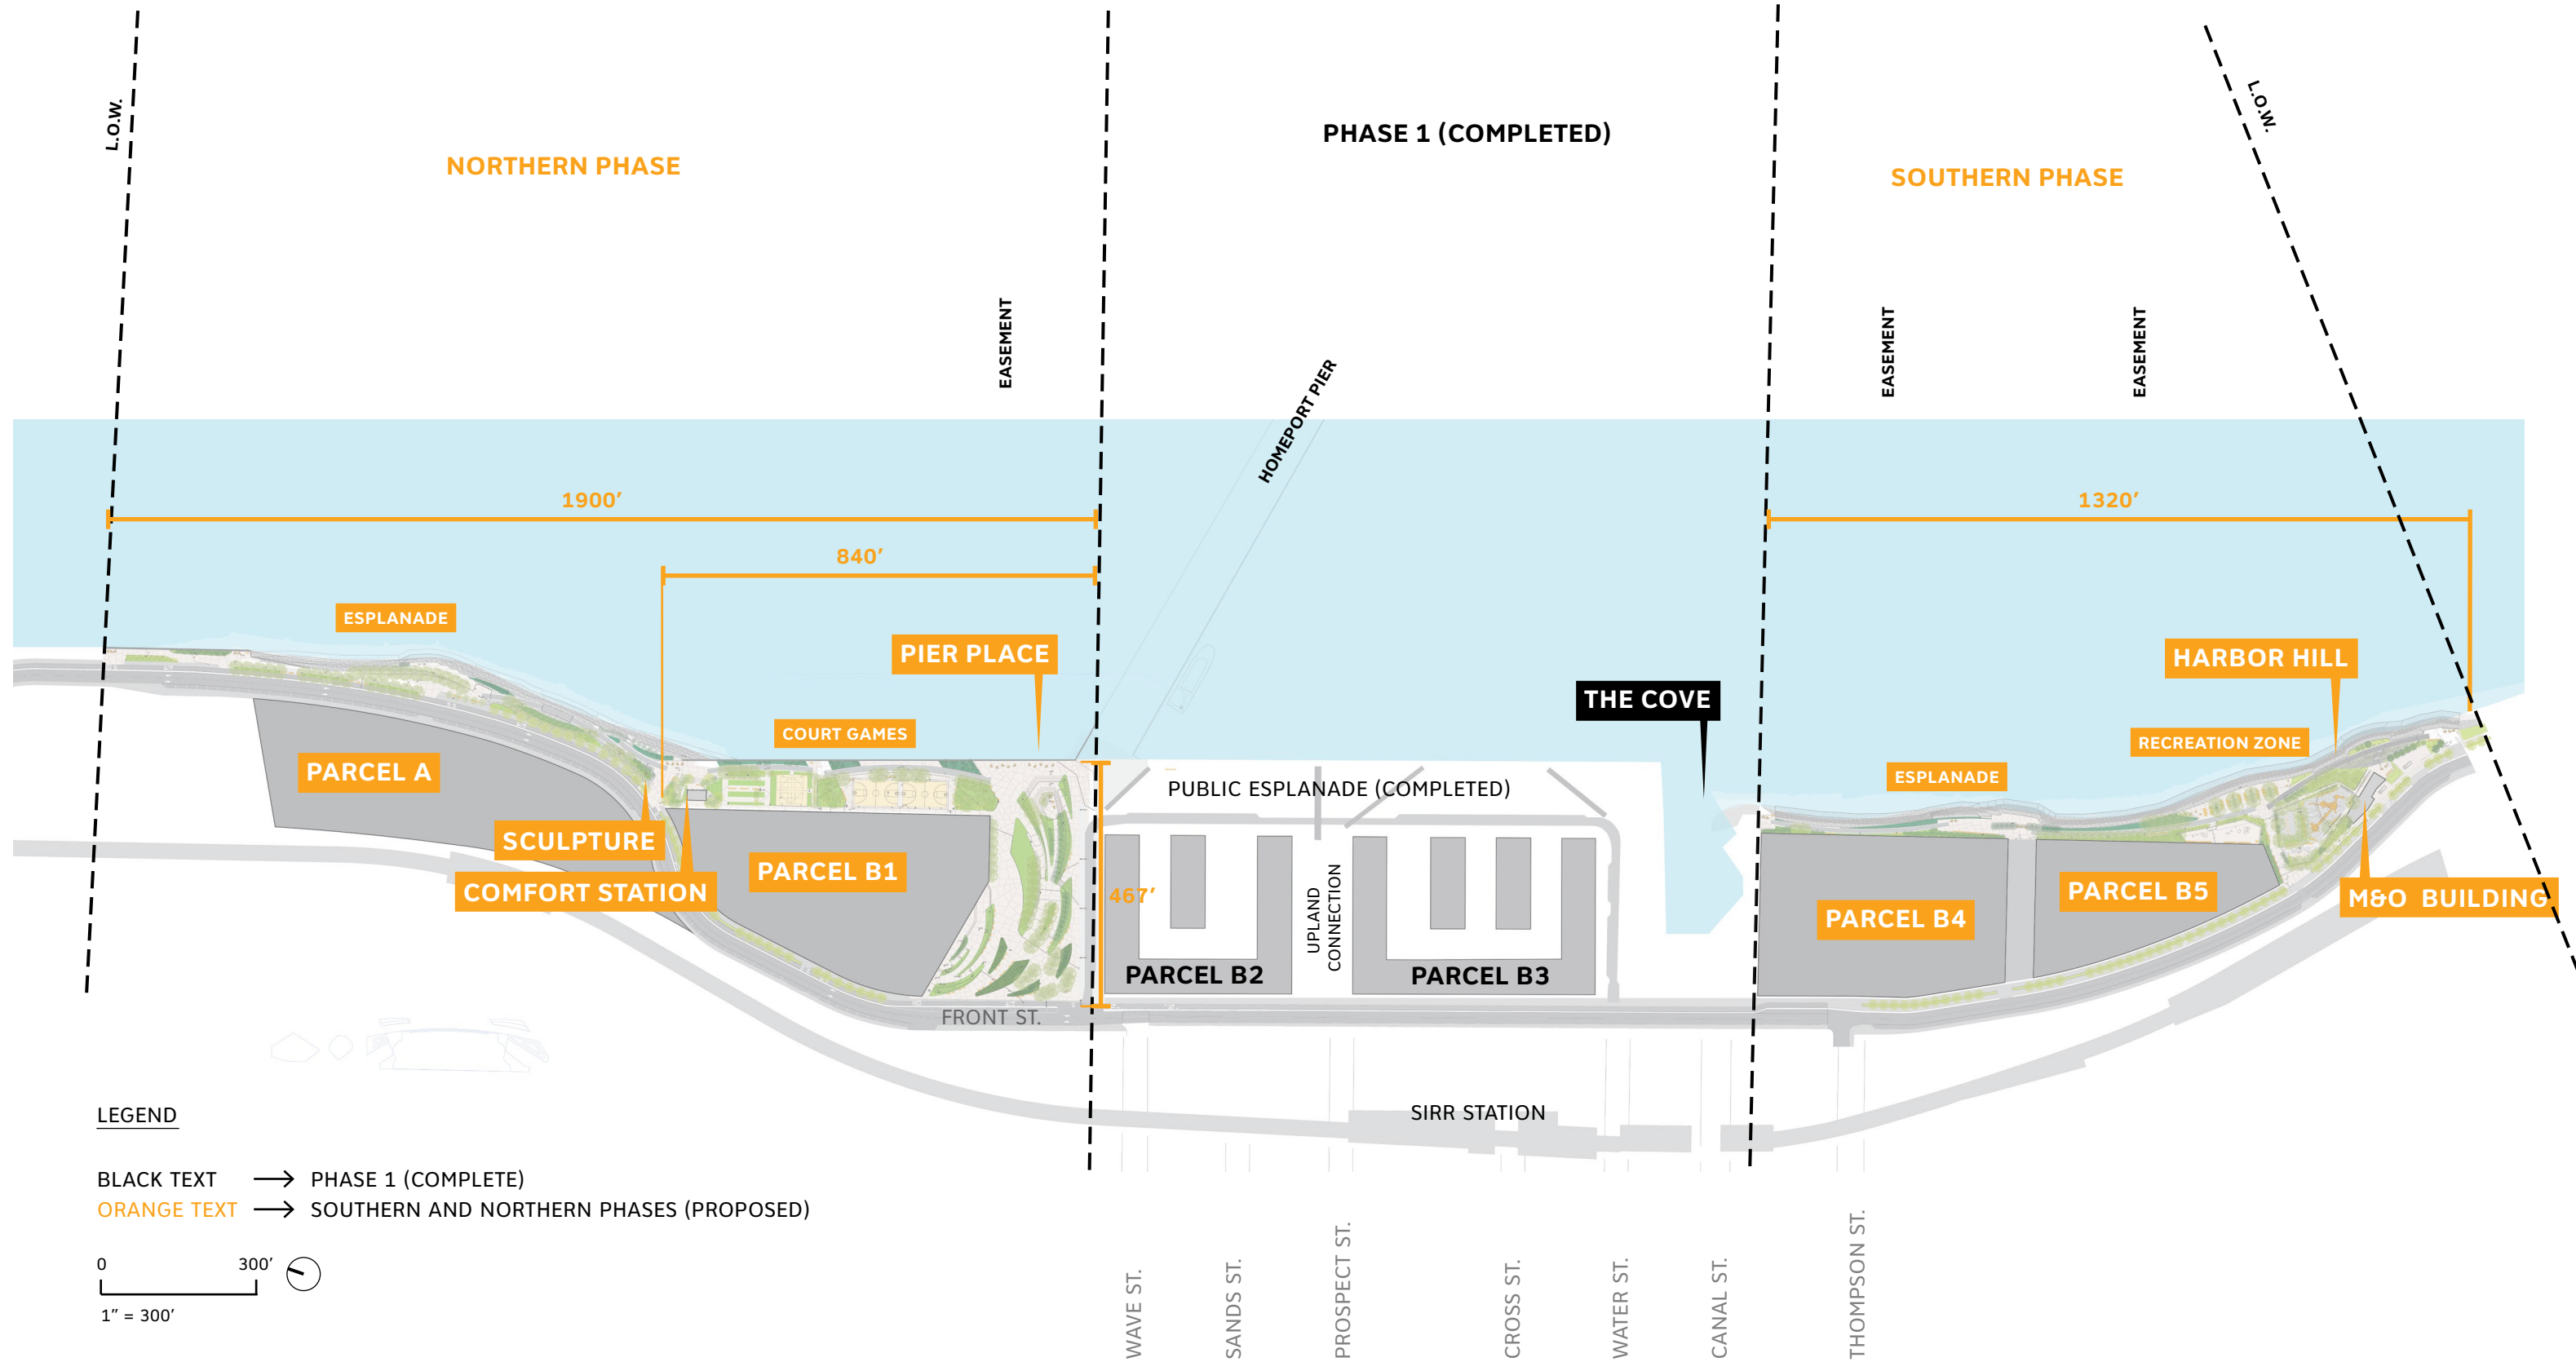 L.O.W.
NORTHERN PHASE
PHASE 1 (COMPLETED)
SOUTHERN PHASE
L.O.W.
EASEMENT
HOMEPORT PIER
EASEMENT
EASEMENT
1900’
840’
1320’
ESPLANADE
PIER PLACE
COURT GAMES
THE COVE
HARBOR HILL
RECREATION ZONE
ESPLANADE
PARCEL A
SCULPTURE
COMFORT STATION
PARCEL B1
467’
PUBLIC ESPLANADE (COMPLETED)
UPLAND
CONNECTION
PARCEL B2
PARCEL B3
PARCEL B4
PARCEL B5
M&O BUILDING
FRONT ST.
SIRR STATION
LEGEND
BLACK TEXT → PHASE 1 (COMPLETE)
ORANGE TEXT → SOUTHERN AND NORTHERN PHASES (PROPOSED)
0 300’
1” = 300’
WAVE ST.
SANDS ST.
PROSPECT ST.
CROSS ST.
WATER ST.
CANAL ST.
THOMPSON ST.